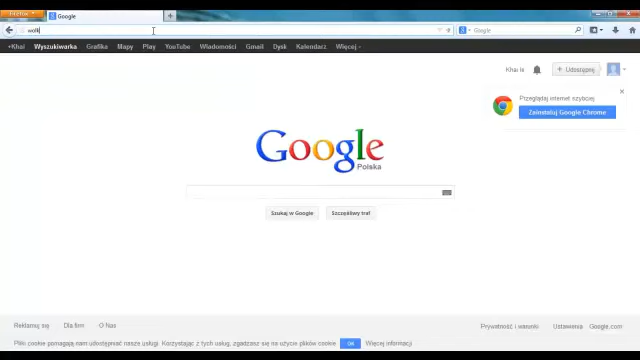 Firefox
Google
wolk
Google
+Khai Wyszukiwarka Grafika Mapy Play YouTube Wiadomości Gmail Dysk Kalendarz Więcej
Khai Is
+ Udostępnij
Przeglądaj internet szybciej
Zainstaluj Google Chrome
Google
Polska
Szukaj w Google Szczęśliwy traf
Reklamuj się Dla firm O Nas Prywatność i warunki Ustawienia Google.com
Pliki cookie pomagają nam udostępniać nasze usługi. Korzystając z tych usług, zgadzasz się na użycie plików cookie. OK Więcej informacji